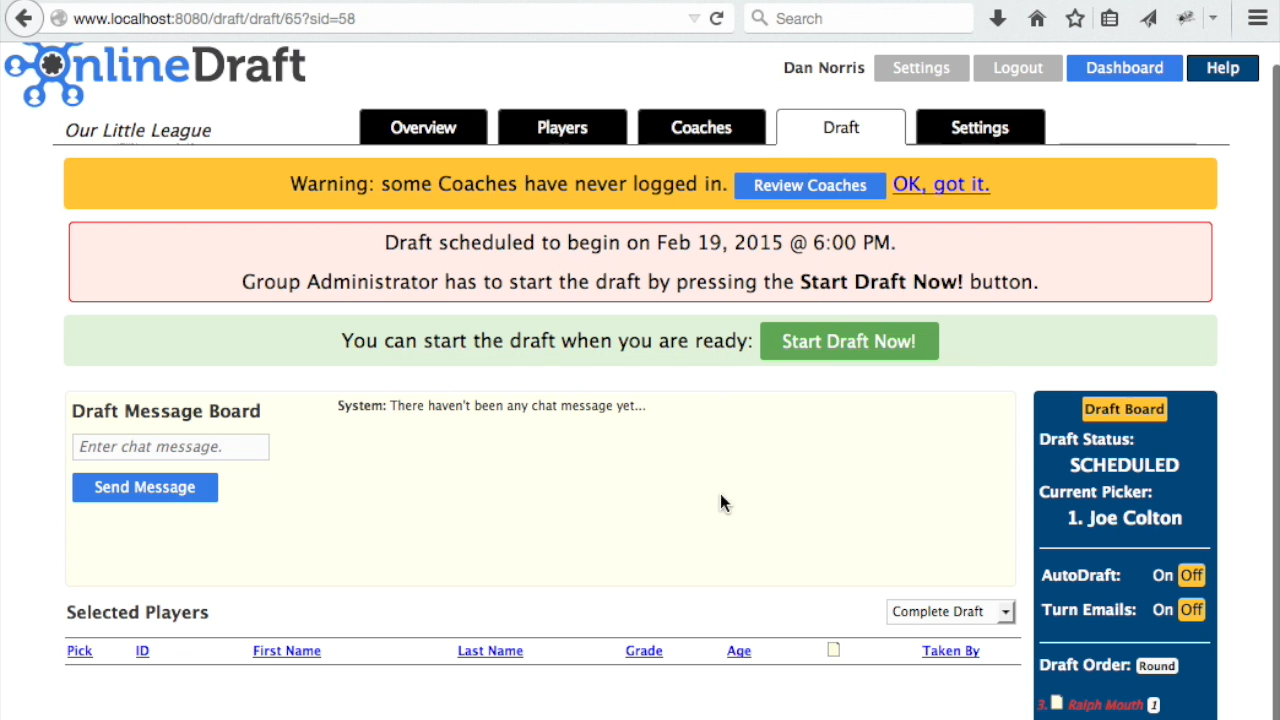 www.localhost:8080/draft/draft/65?sid=58
Search
OnlineDraft
Dan Norris Settings Logout Dashboard Help
Our Little League
Overview Players Coaches Draft Settings
Warning: some Coaches have never logged in. Review Coaches OK, got it.
Draft scheduled to begin on Feb 19, 2015 @ 6:00 PM.
Group Administrator has to start the draft by pressing the Start Draft Now! button.
You can start the draft when you are ready: Start Draft Now!
Draft Message Board
System: There haven't been any chat message yet...
Enter chat message.
Send Message
Draft Board
Draft Status:
SCHEDULED
Current Picker:
1. Joe Colton
AutoDraft: On Off
Turn Emails: On Off
Selected Players
Complete Draft
Pick ID First Name Last Name Grade Age Taken By
Draft Order: Round
3. Ralph Mouth 1